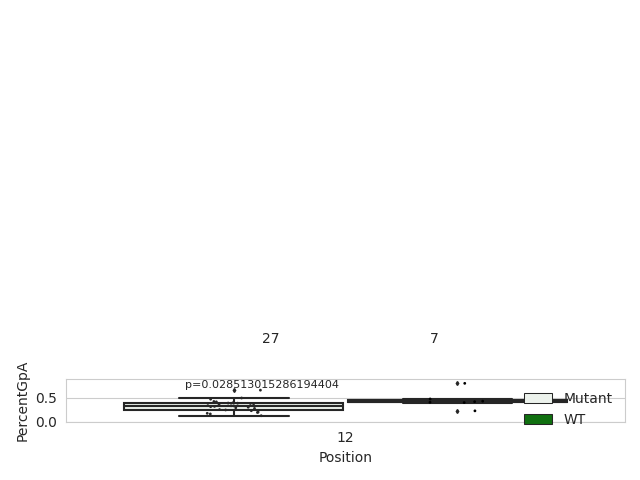 27 7
p=0.028513015286194404
PercentGpA
0.5
0.0
Mutant
WT
12
Position